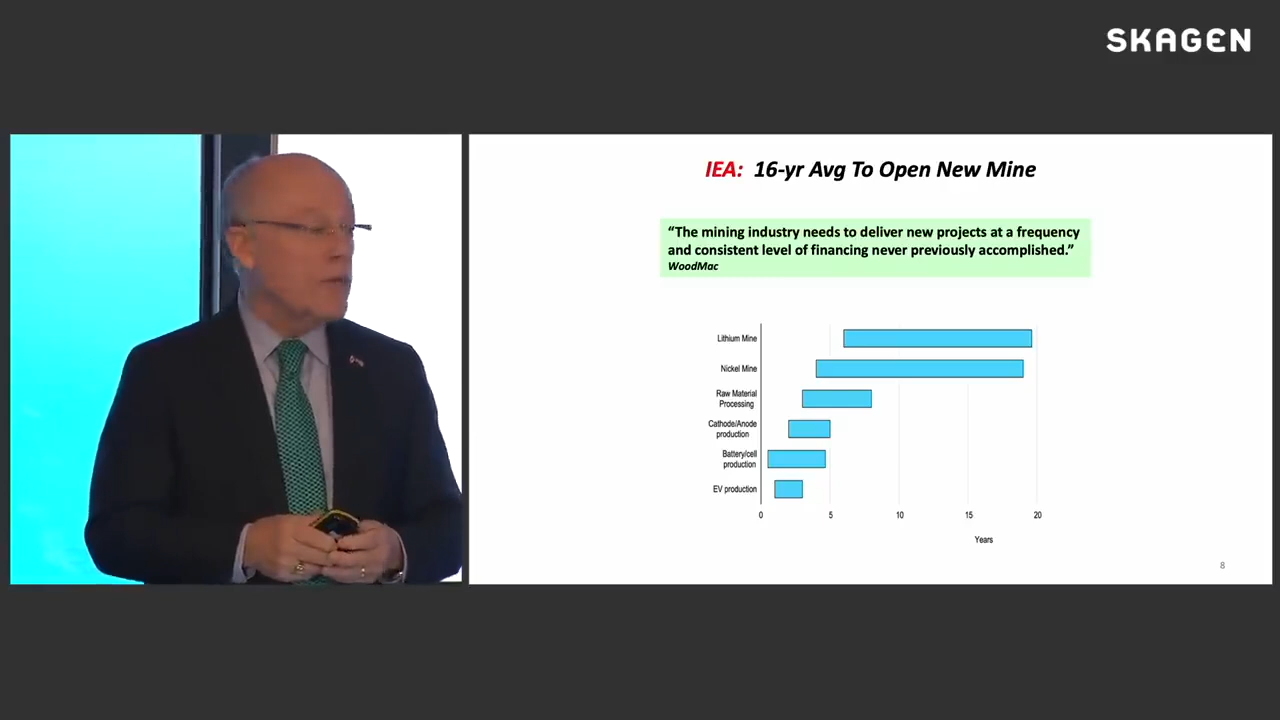 SKAGEN
IEA: 16-yr Avg To Open New Mine
“The mining industry needs to deliver new projects at a frequency
and consistent level of financing never previously accomplished.”
WoodMac
Lithium Mine
Nickel Mine
Raw Material
Processing
Cathode/Anode
production
Battery/cell
production
EV production
0 5 10 15 20
Years
8